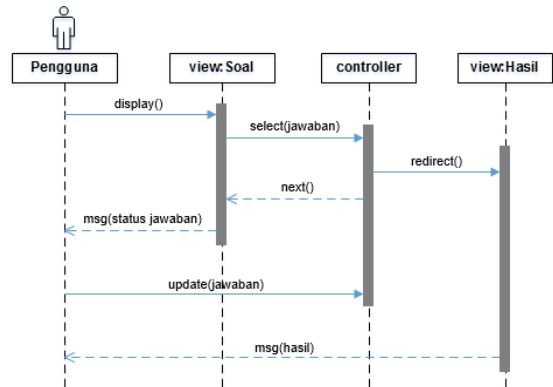 Pengguna
view:Soal
controller
view:Hasil
display()
select(jawaban)
redirect()
next()
msg(status jawaban)
update(jawaban)
msg(hasil)